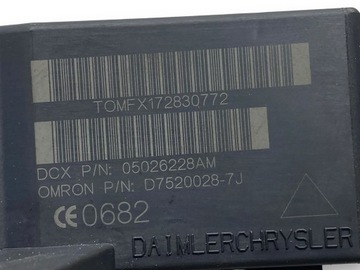 TOMFX172830772
DCX P/N: 05026228AM
OMRON P/N: D7520028-7J
CE0682
DAIMLERCHRYSLER